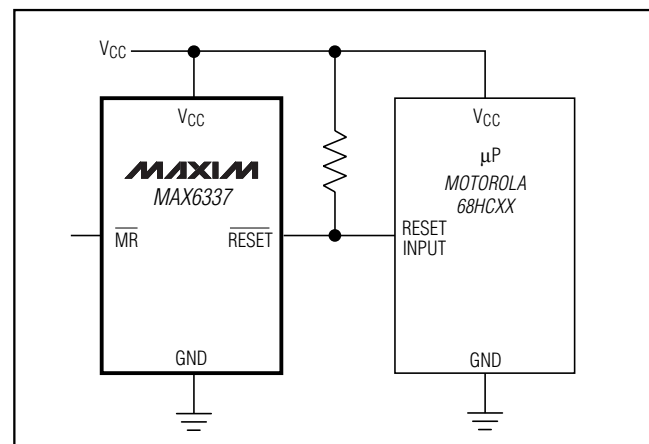 VCC
VCC
MAXIM
MAX6337
MR
RESET
GND
VCC
µP
MOTOROLA
68HCXX
RESET
INPUT
GND